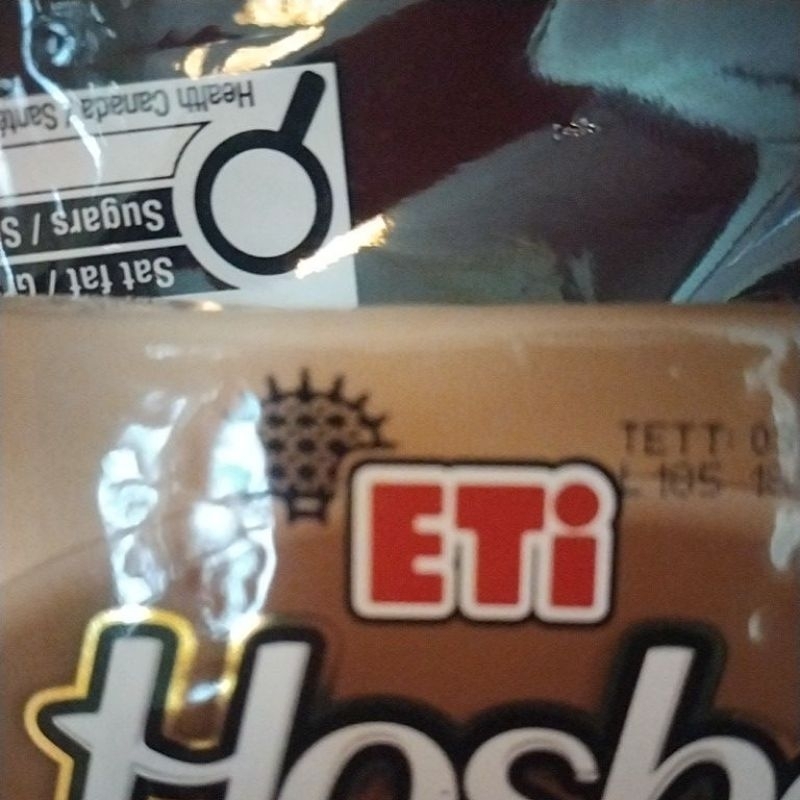 Health Canada / Santé
Sugars / S
Sat fat / G
TETT: 0
L 105 1
ETi
Hosb